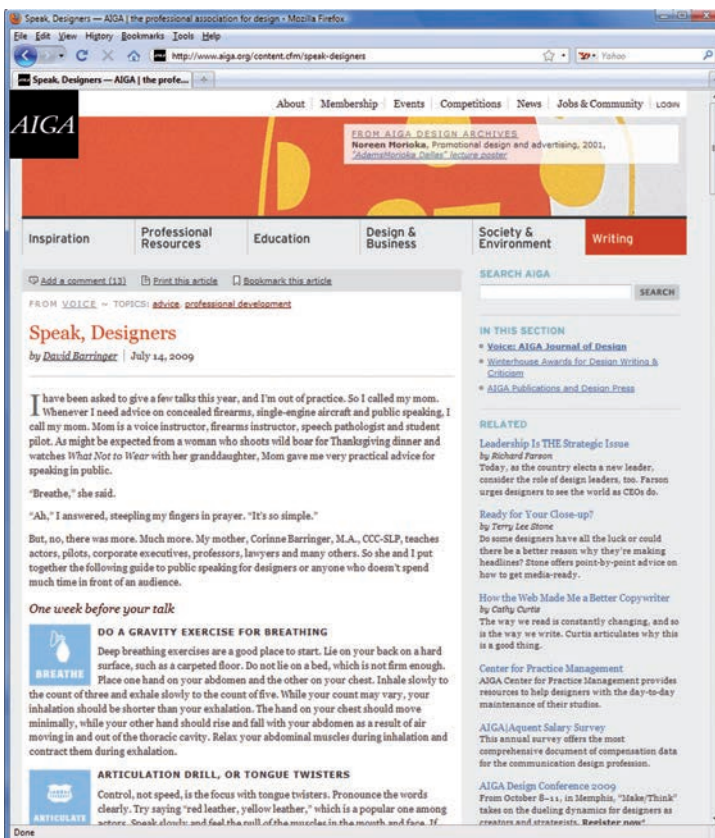 Speak, Designers — AIGA | the professional association for design - Mozilla Firefox
File Edit View History Bookmarks Tools Help
http://www.aiga.org/content.cfm/speak-designers
Yahoo
Speak, Designers — AIGA | the profe...
About Membership Events Competitions News Jobs & Community LOGIN
AIGA
FROM AIGA DESIGN ARCHIVES
Noreen Morioka, Promotional design and advertising, 2001,
"AdamsMorioka Dallas" lecture poster
Inspiration
Professional
Resources
Education
Design &
Business
Society &
Environment
Writing
Add a comment (13) Print this article Bookmark this article
FROM VOICE ~ TOPICS: advice, professional development
Speak, Designers
by David Barringer | July 14, 2009
I have been asked to give a few talks this year, and I'm out of practice. So I called my mom.
Whenever I need advice on concealed firearms, single-engine aircraft and public speaking, I
call my mom. Mom is a voice instructor, firearms instructor, speech pathologist and student
pilot. As might be expected from a woman who shoots wild boar for Thanksgiving dinner and
watches What Not to Wear with her granddaughter, Mom gave me very practical advice for
speaking in public.
"Breathe," she said.
"Ah," I answered, steepling my fingers in prayer. "It's so simple."
But, no, there was more. Much more. My mother, Corinne Barringer, M.A., CCC-SLP, teaches
actors, pilots, corporate executives, professors, lawyers and many others. So she and I put
together the following guide to public speaking for designers or anyone who doesn't spend
much time in front of an audience.
One week before your talk
BREATHE
DO A GRAVITY EXERCISE FOR BREATHING
Deep breathing exercises are a good place to start. Lie on your back on a hard
surface, such as a carpeted floor. Do not lie on a bed, which is not firm enough.
Place one hand on your abdomen and the other on your chest. Inhale slowly to
the count of three and exhale slowly to the count of five. While your count may vary, your
inhalation should be shorter than your exhalation. The hand on your chest should move
minimally, while your other hand should rise and fall with your abdomen as a result of air
moving in and out of the thoracic cavity. Relax your abdominal muscles during inhalation and
contract them during exhalation.
ARTICULATE
ARTICULATION DRILL, OR TONGUE TWISTERS
Control, not speed, is the focus with tongue twisters. Pronounce the words
clearly. Try saying "red leather, yellow leather," which is a popular one among
actors. Speak slowly and feel the pull of the muscles in the mouth and face. If
SEARCH AIGA
SEARCH
IN THIS SECTION
Voice: AIGA Journal of Design
Winterhouse Awards for Design Writing &
Criticism
AIGA Publications and Design Press
RELATED
Leadership Is THE Strategic Issue
by Richard Farson
Today, as the country elects a new leader,
consider the role of design leaders, too. Farson
urges designers to see the world as CEOs do.
Ready for Your Close-up?
by Terry Lee Stone
Do some designers have all the luck or could
there be a better reason why they're making
headlines? Stone offers point-by-point advice on
how to get media-ready.
How the Web Made Me a Better Copywriter
by Cathy Curtis
The way we read is constantly changing, and so
is the way we write. Curtis articulates why this
is a good thing.
Center for Practice Management
AIGA Center for Practice Management provides
resources to help designers with the day-to-day
maintenance of their studios.
AIGA|Aquent Salary Survey
This annual survey offers the most
comprehensive document of compensation data
for the communication design profession.
AIGA Design Conference 2009
From October 8–11, in Memphis, "Make/Think"
takes on the dueling dynamics for designers as
creators and strategists. Register now!
Done